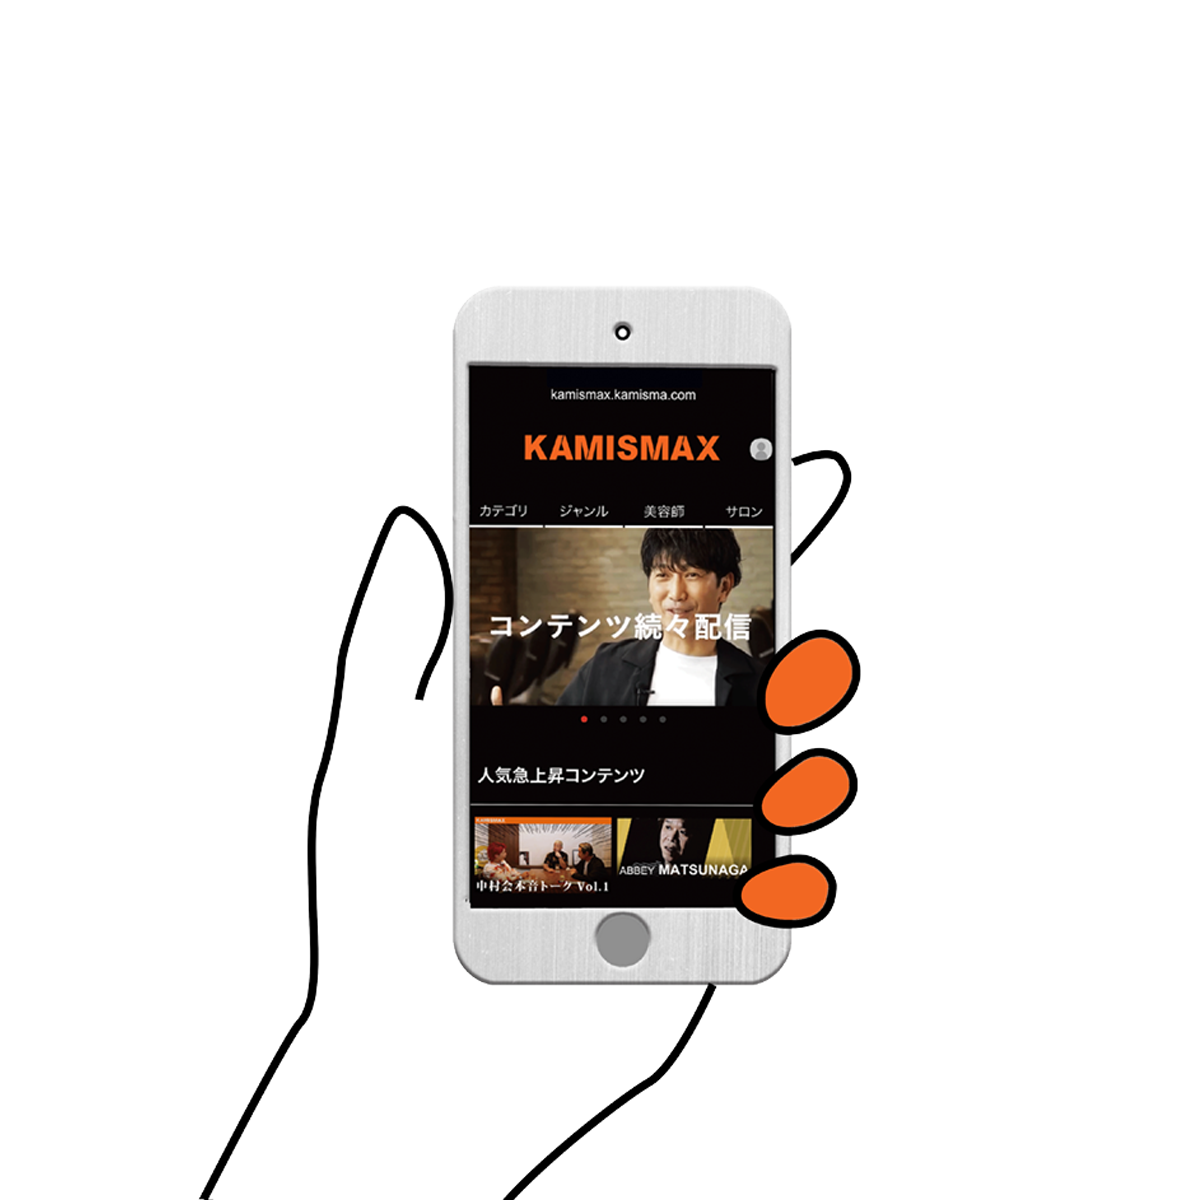 kamismax.kamisma.com
KAMISMAX
カテゴリ ジャンル 美容師 サロン
コンテンツ続々配信
人気急上昇コンテンツ
KAMISMAX
中村会本音トーク Vol.1
ABBEY MATSUNAGA